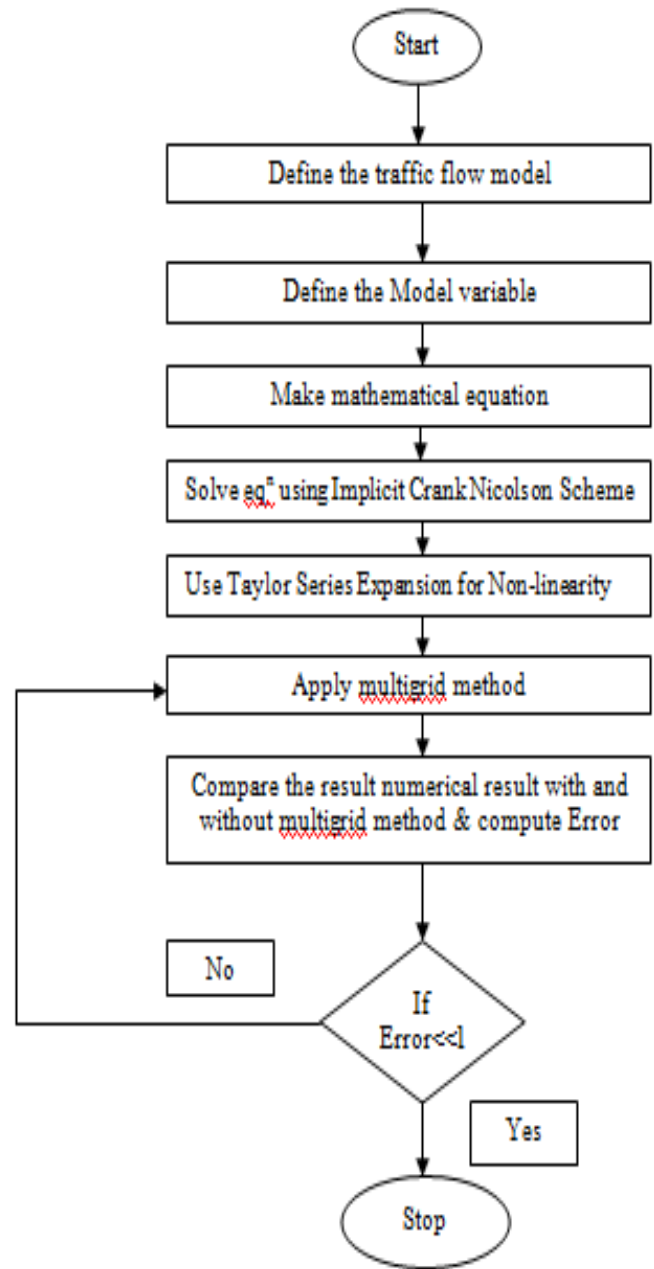 Start
Define the traffic flow model
Define the Model variable
Make mathematical equation
Solve eqⁿ using Implicit Crank Nicolson Scheme
Use Taylor Series Expansion for Non-linearity
Apply multigrid method
Compare the result numerical result with and
without multigrid method & compute Error
No
If
Error<<1
Yes
Stop